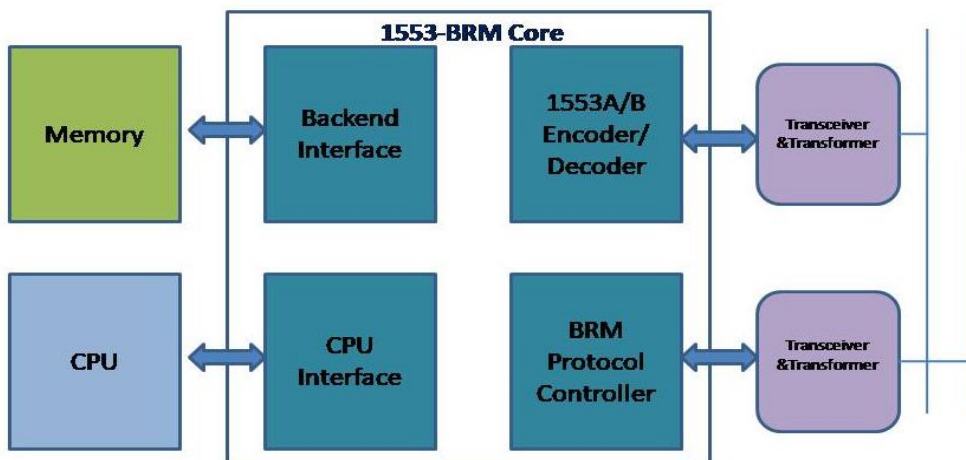 1553-BRM Core
Memory
Backend
Interface
1553A/B
Encoder/
Decoder
Transceiver
&Transformer
CPU
CPU
Interface
BRM
Protocol
Controller
Transceiver
&Transformer